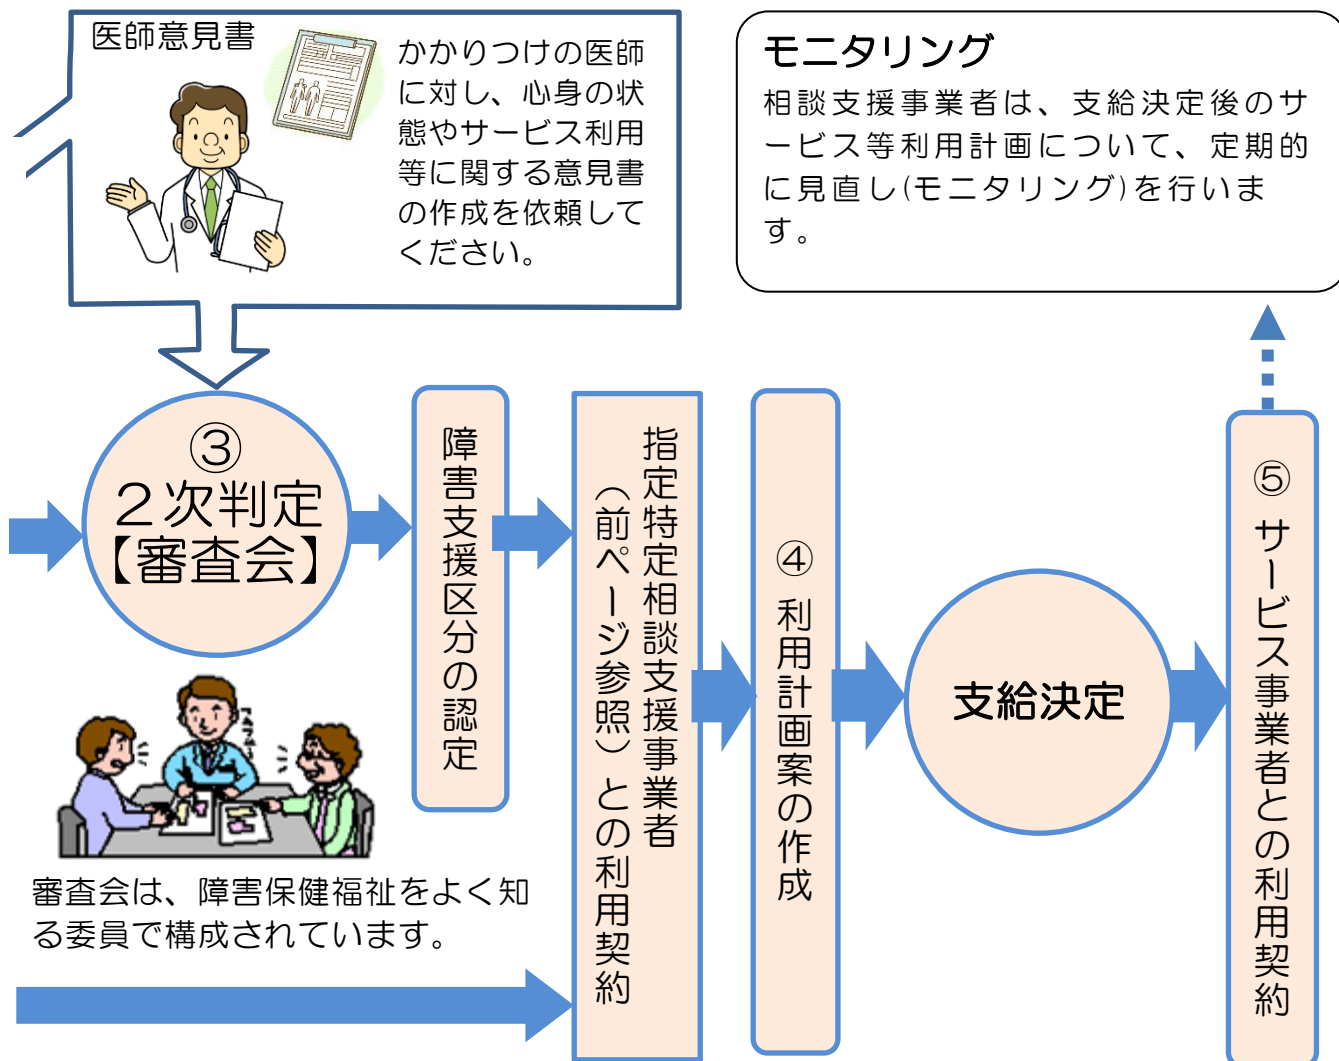 医師意見書
かかりつけの医師
に対し、心身の状
態やサービス利用
等に関する意見書
の作成を依頼して
ください。
モニタリング
相談支援事業者は、支給決定後のサ
ービス等利用計画について、定期的
に見直し(モニタリング)を行いま
す。
③
２次判定
【審査会】
障害支援区分の認定
指定特定相談支援事業者
（前ページ参照）との利用契約
④ 利用計画案の作成
支給決定
⑤ サービス事業者との利用契約
審査会は、障害保健福祉をよく知
る委員で構成されています。